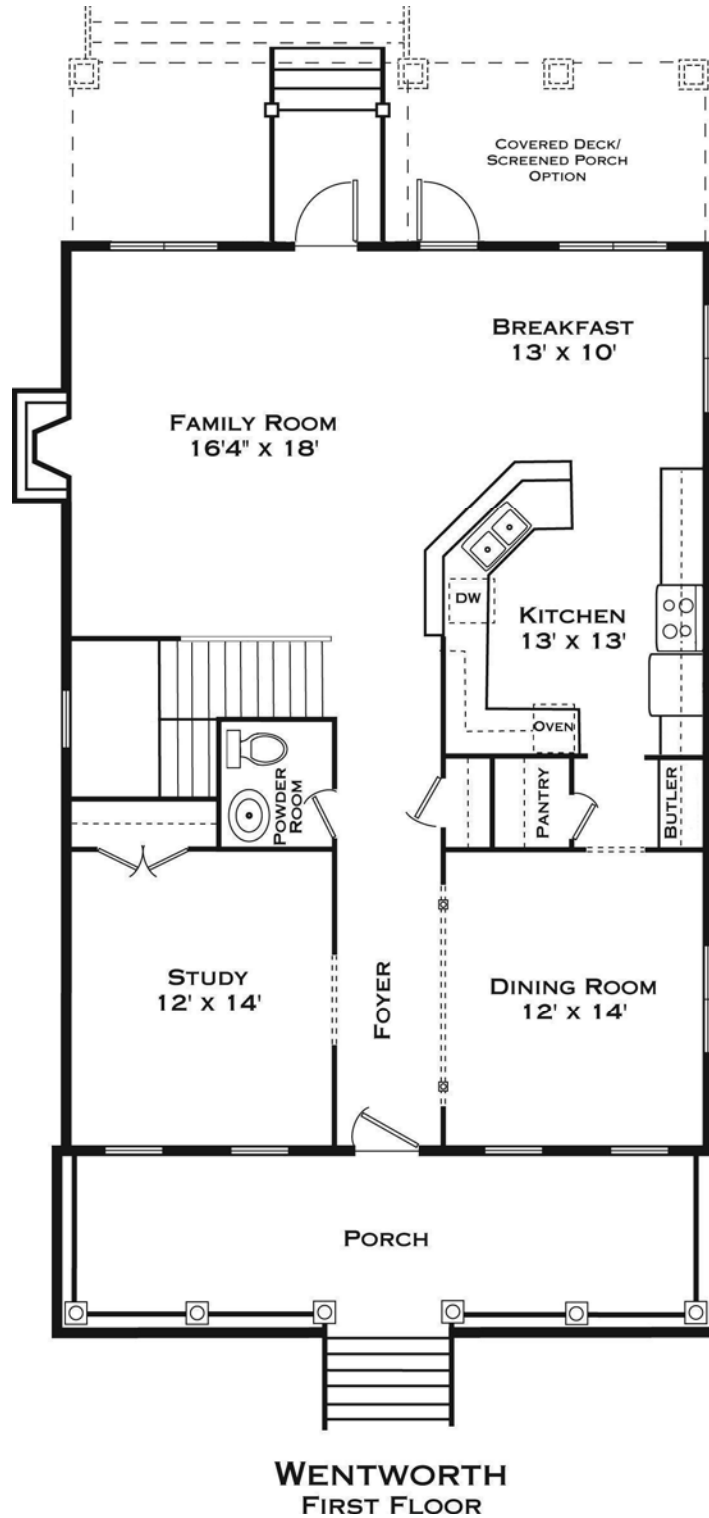 COVERED DECK/
SCREENED PORCH
OPTION
BREAKFAST
13' X 10'
FAMILY ROOM
16'4" X 18'
DW
KITCHEN
13' X 13'
OVEN
POWDER
ROOM
PANTRY
BUTLER
STUDY
12' X 14'
FOYER
DINING ROOM
12' X 14'
PORCH
WENTWORTH
FIRST FLOOR